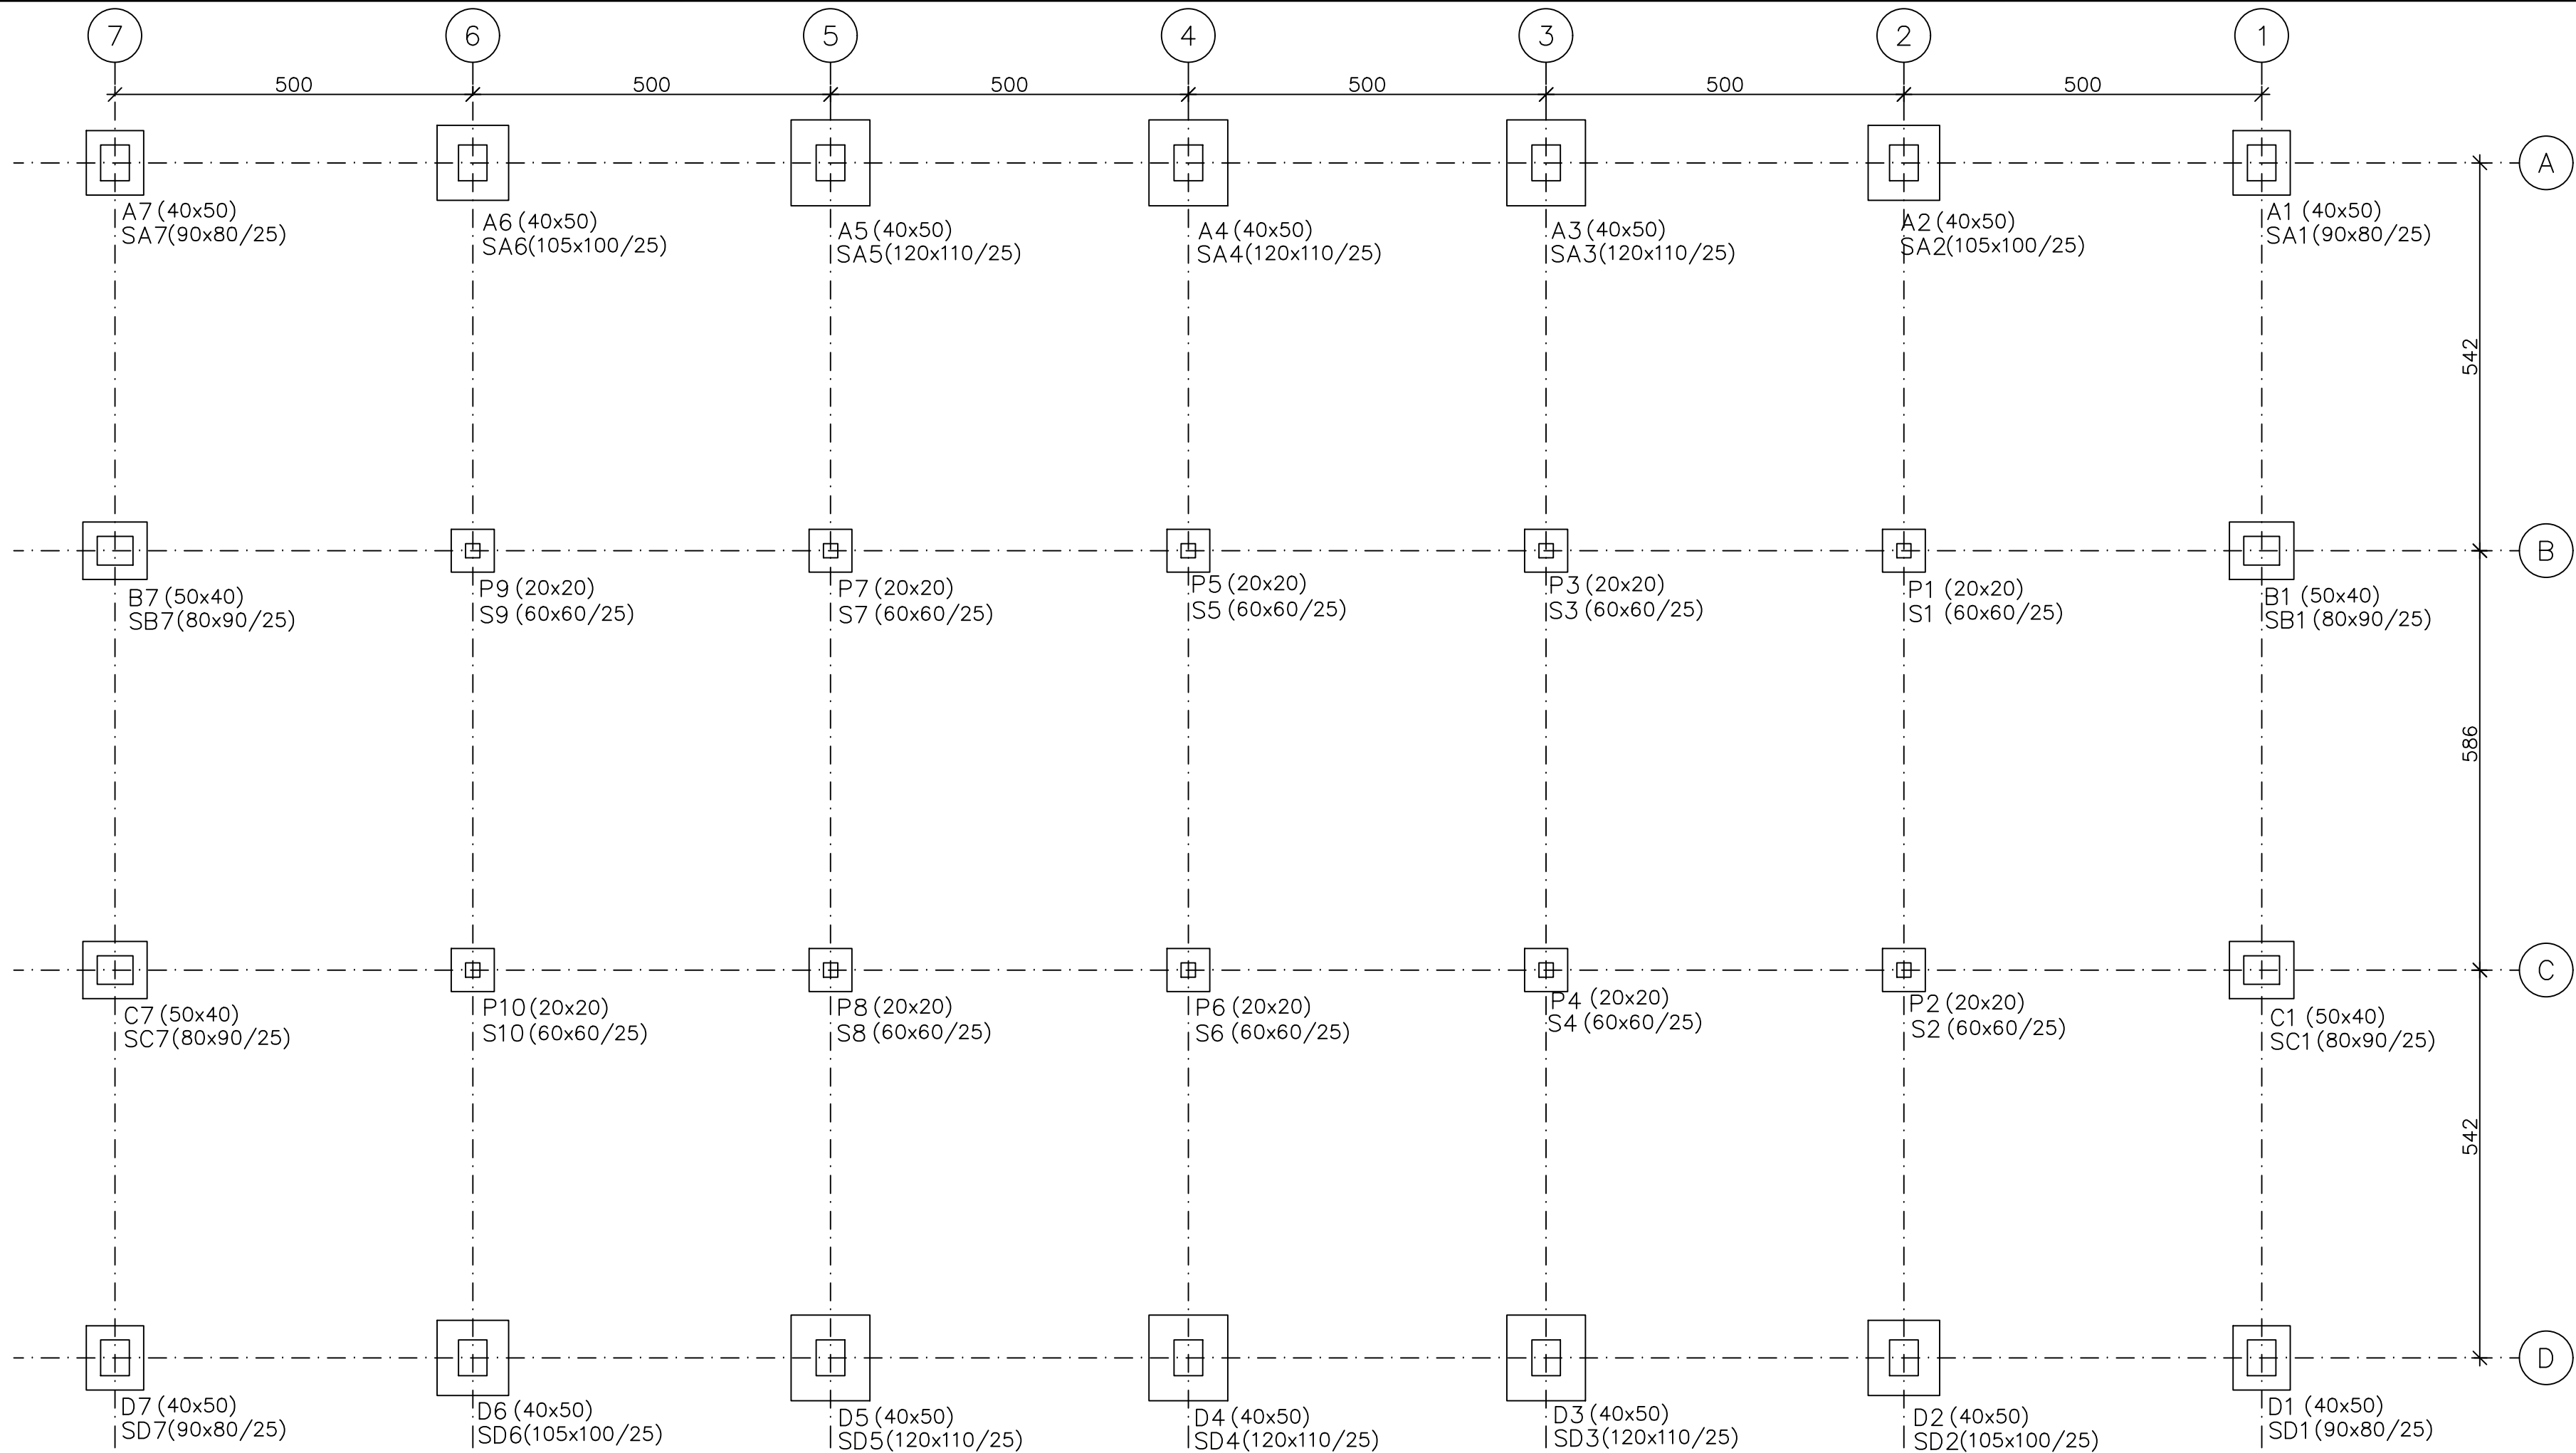 7 6 5 4 3 2 1
500 500 500 500 500 500
A
A7 (40x50)
SA7(90x80/25)
A6 (40x50)
SA6(105x100/25)
A5 (40x50)
SA5(120x110/25)
A4 (40x50)
SA4(120x110/25)
A3 (40x50)
SA3(120x110/25)
A2 (40x50)
SA2(105x100/25)
A1 (40x50)
SA1(90x80/25)
542
B
B7 (50x40)
SB7(80x90/25)
P9 (20x20)
S9 (60x60/25)
P7 (20x20)
S7 (60x60/25)
P5 (20x20)
S5 (60x60/25)
P3 (20x20)
S3 (60x60/25)
P1 (20x20)
S1 (60x60/25)
B1 (50x40)
SB1 (80x90/25)
586
C
C7 (50x40)
SC7(80x90/25)
P10 (20x20)
S10 (60x60/25)
P8 (20x20)
S8 (60x60/25)
P6 (20x20)
S6 (60x60/25)
P4 (20x20)
S4 (60x60/25)
P2 (20x20)
S2 (60x60/25)
C1 (50x40)
SC1 (80x90/25)
542
D
D7 (40x50)
SD7(90x80/25)
D6 (40x50)
SD6(105x100/25)
D5 (40x50)
SD5(120x110/25)
D4 (40x50)
SD4(120x110/25)
D3 (40x50)
SD3(120x110/25)
D2 (40x50)
SD2(105x100/25)
D1 (40x50)
SD1(90x80/25)